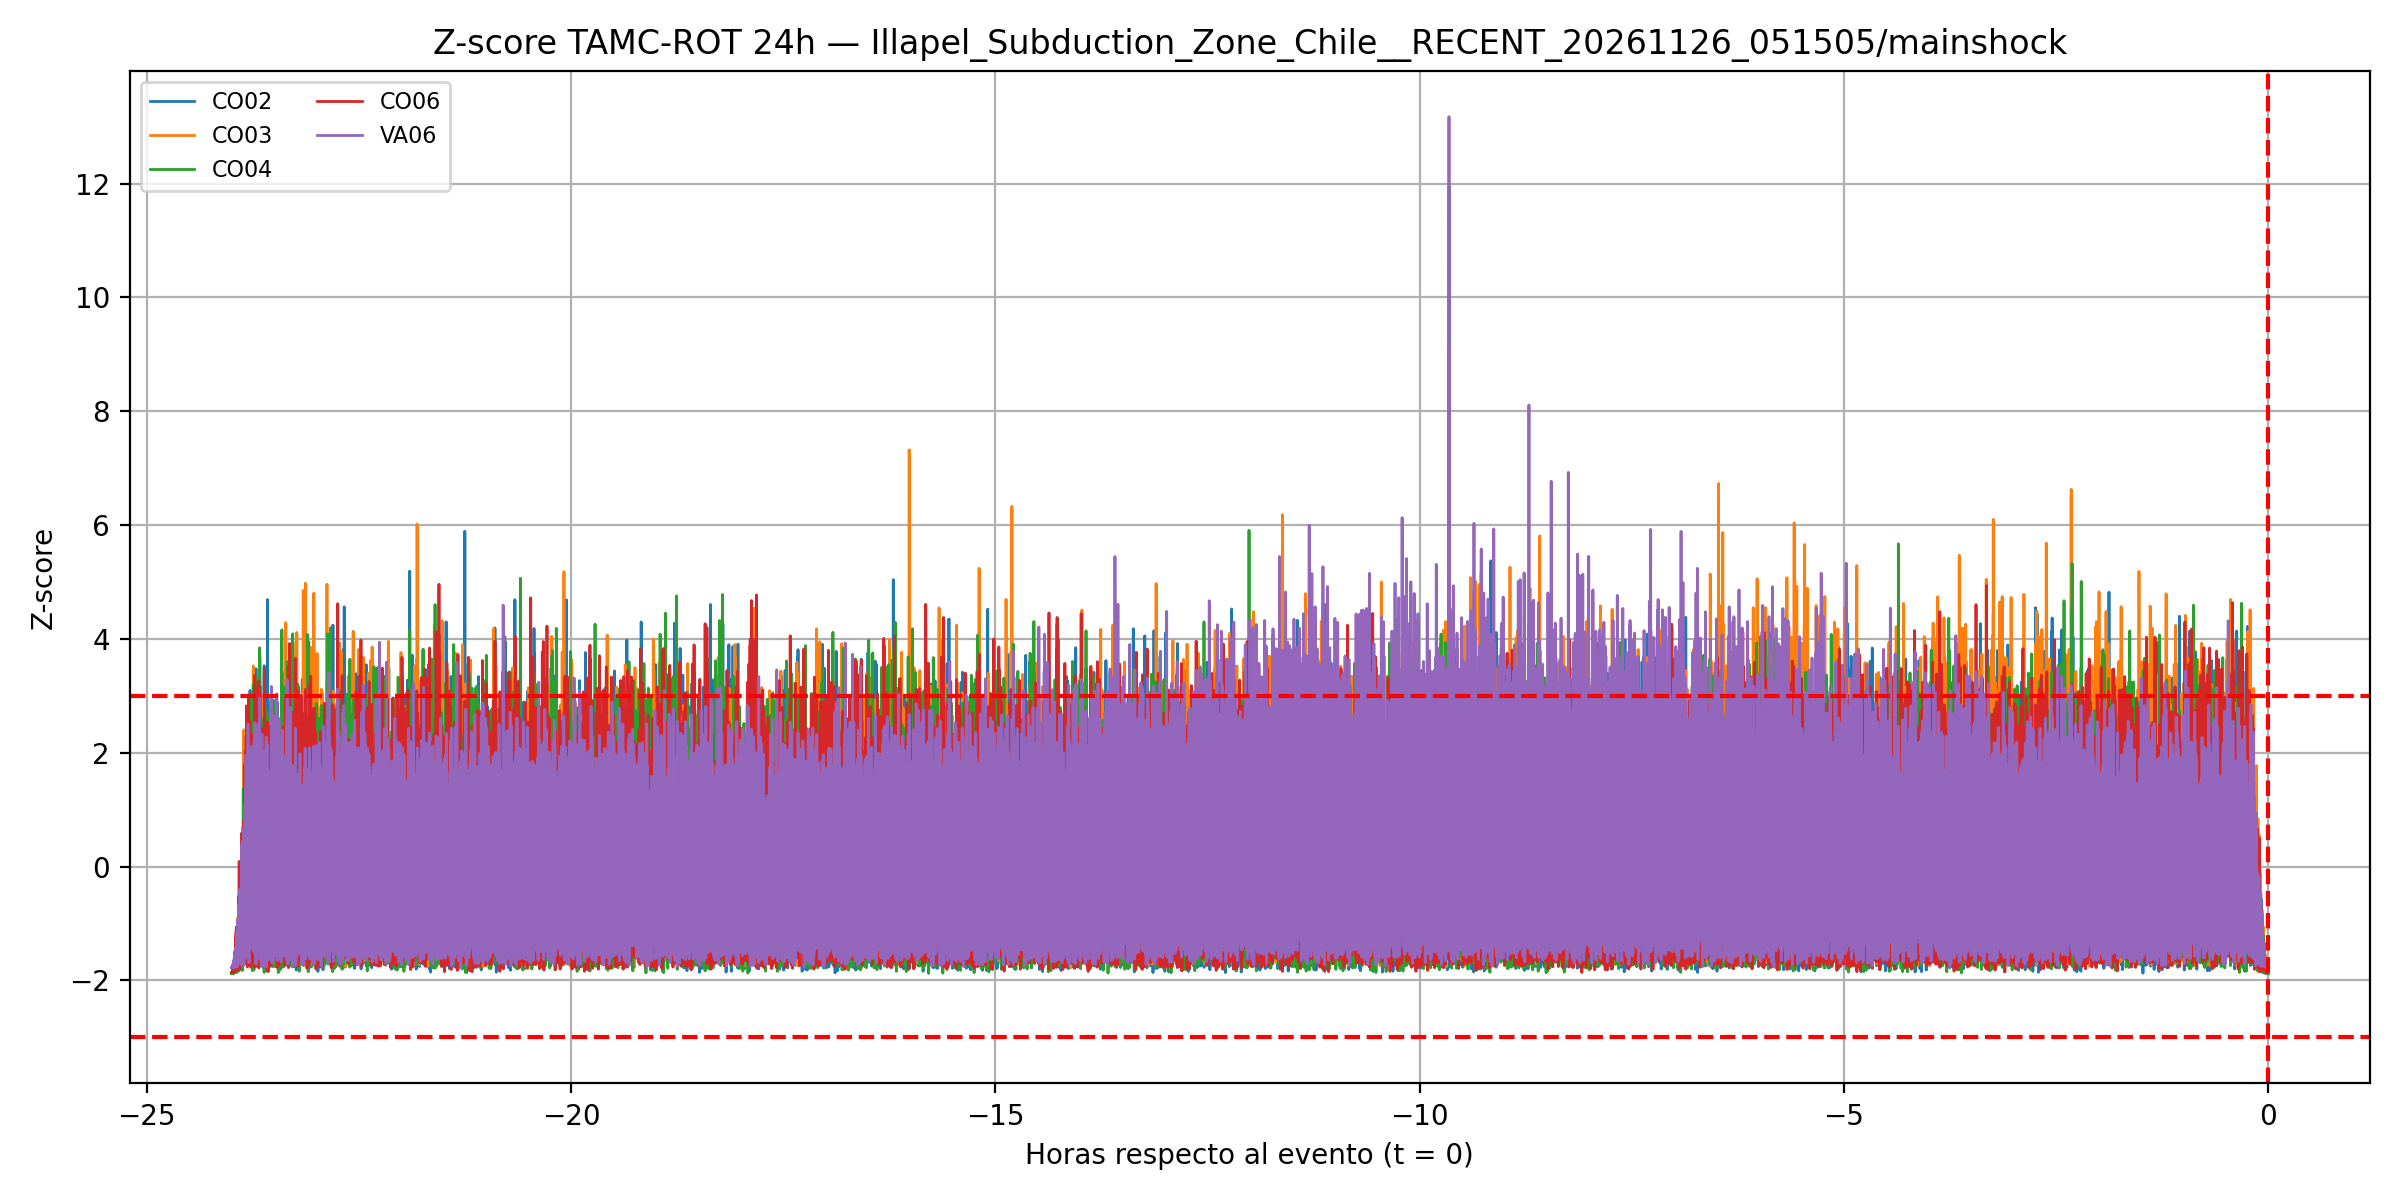 Z-score TAMC-ROT 24h — Illapel_Subduction_Zone_Chile__RECENT_20261126_051505/mainshock
CO02
CO03
CO04
CO06
VA06
Z-score
12
10
8
6
4
2
0
−2
−25
−20
−15
−10
−5
0
Horas respecto al evento (t = 0)